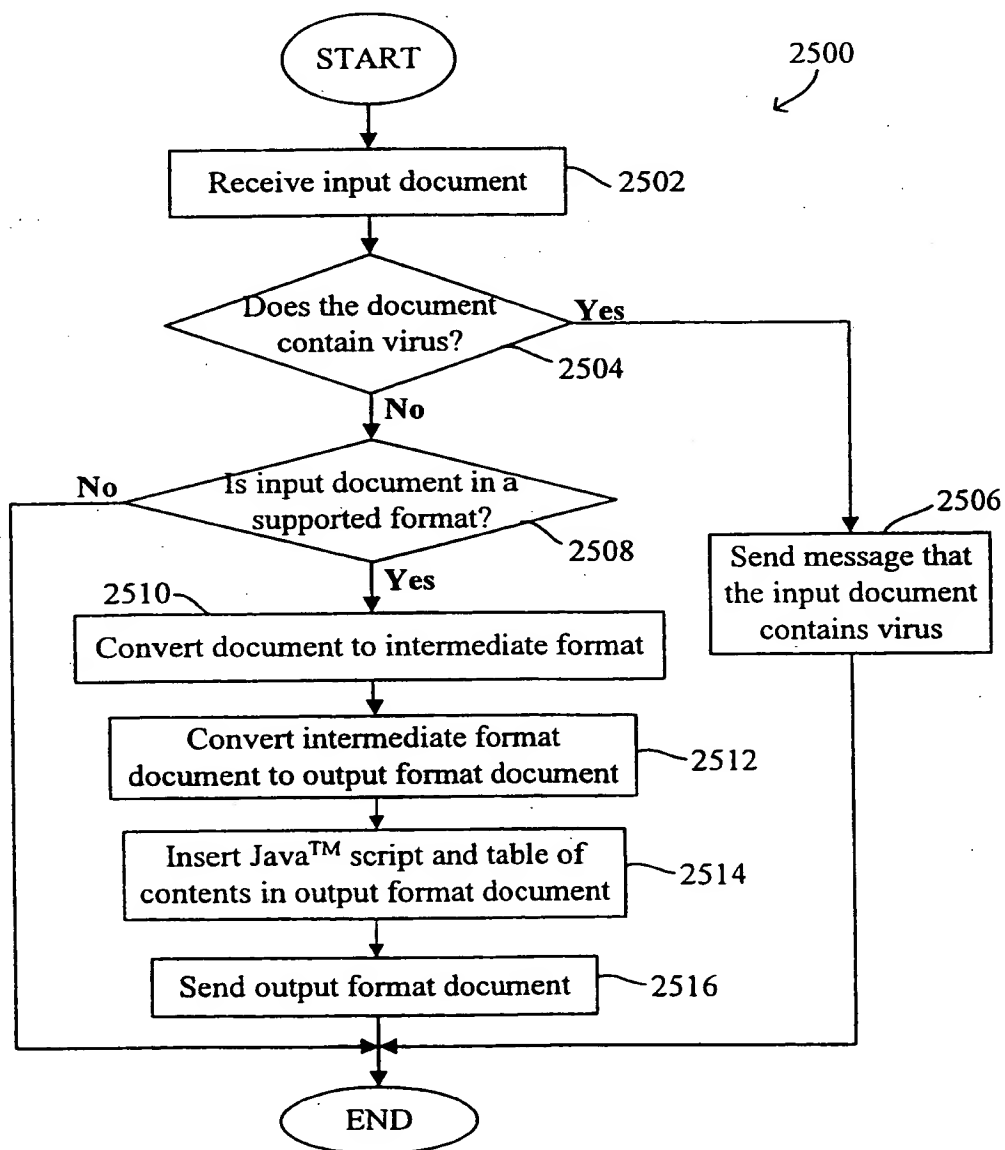 START
2500
Receive input document
2502
Does the document
contain virus?
Yes
2504
No
Is input document in a
supported format?
No
2508
2506
Send message that
the input document
contains virus
Yes
2510
Convert document to intermediate format
Convert intermediate format
document to output format document
2512
Insert Java™ script and table of
contents in output format document
2514
Send output format document
2516
END